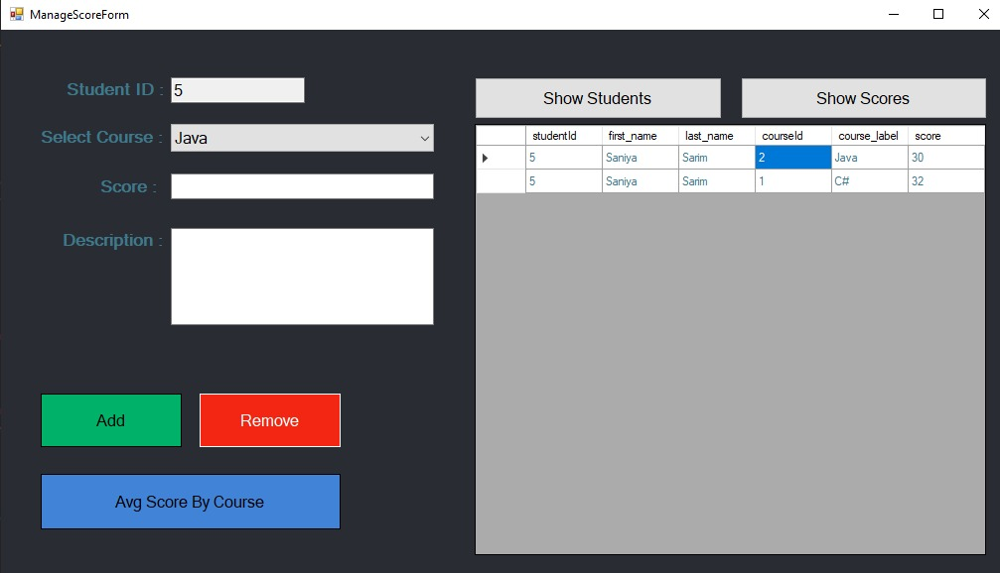 ManageScoreForm
Student ID : 5
Select Course : Java
Score :
Description :
Add Remove
Avg Score By Course
Show Students Show Scores
studentId first_name last_name courseId course_label score
5 Saniya Sarim 2 Java 30
5 Saniya Sarim 1 C# 32